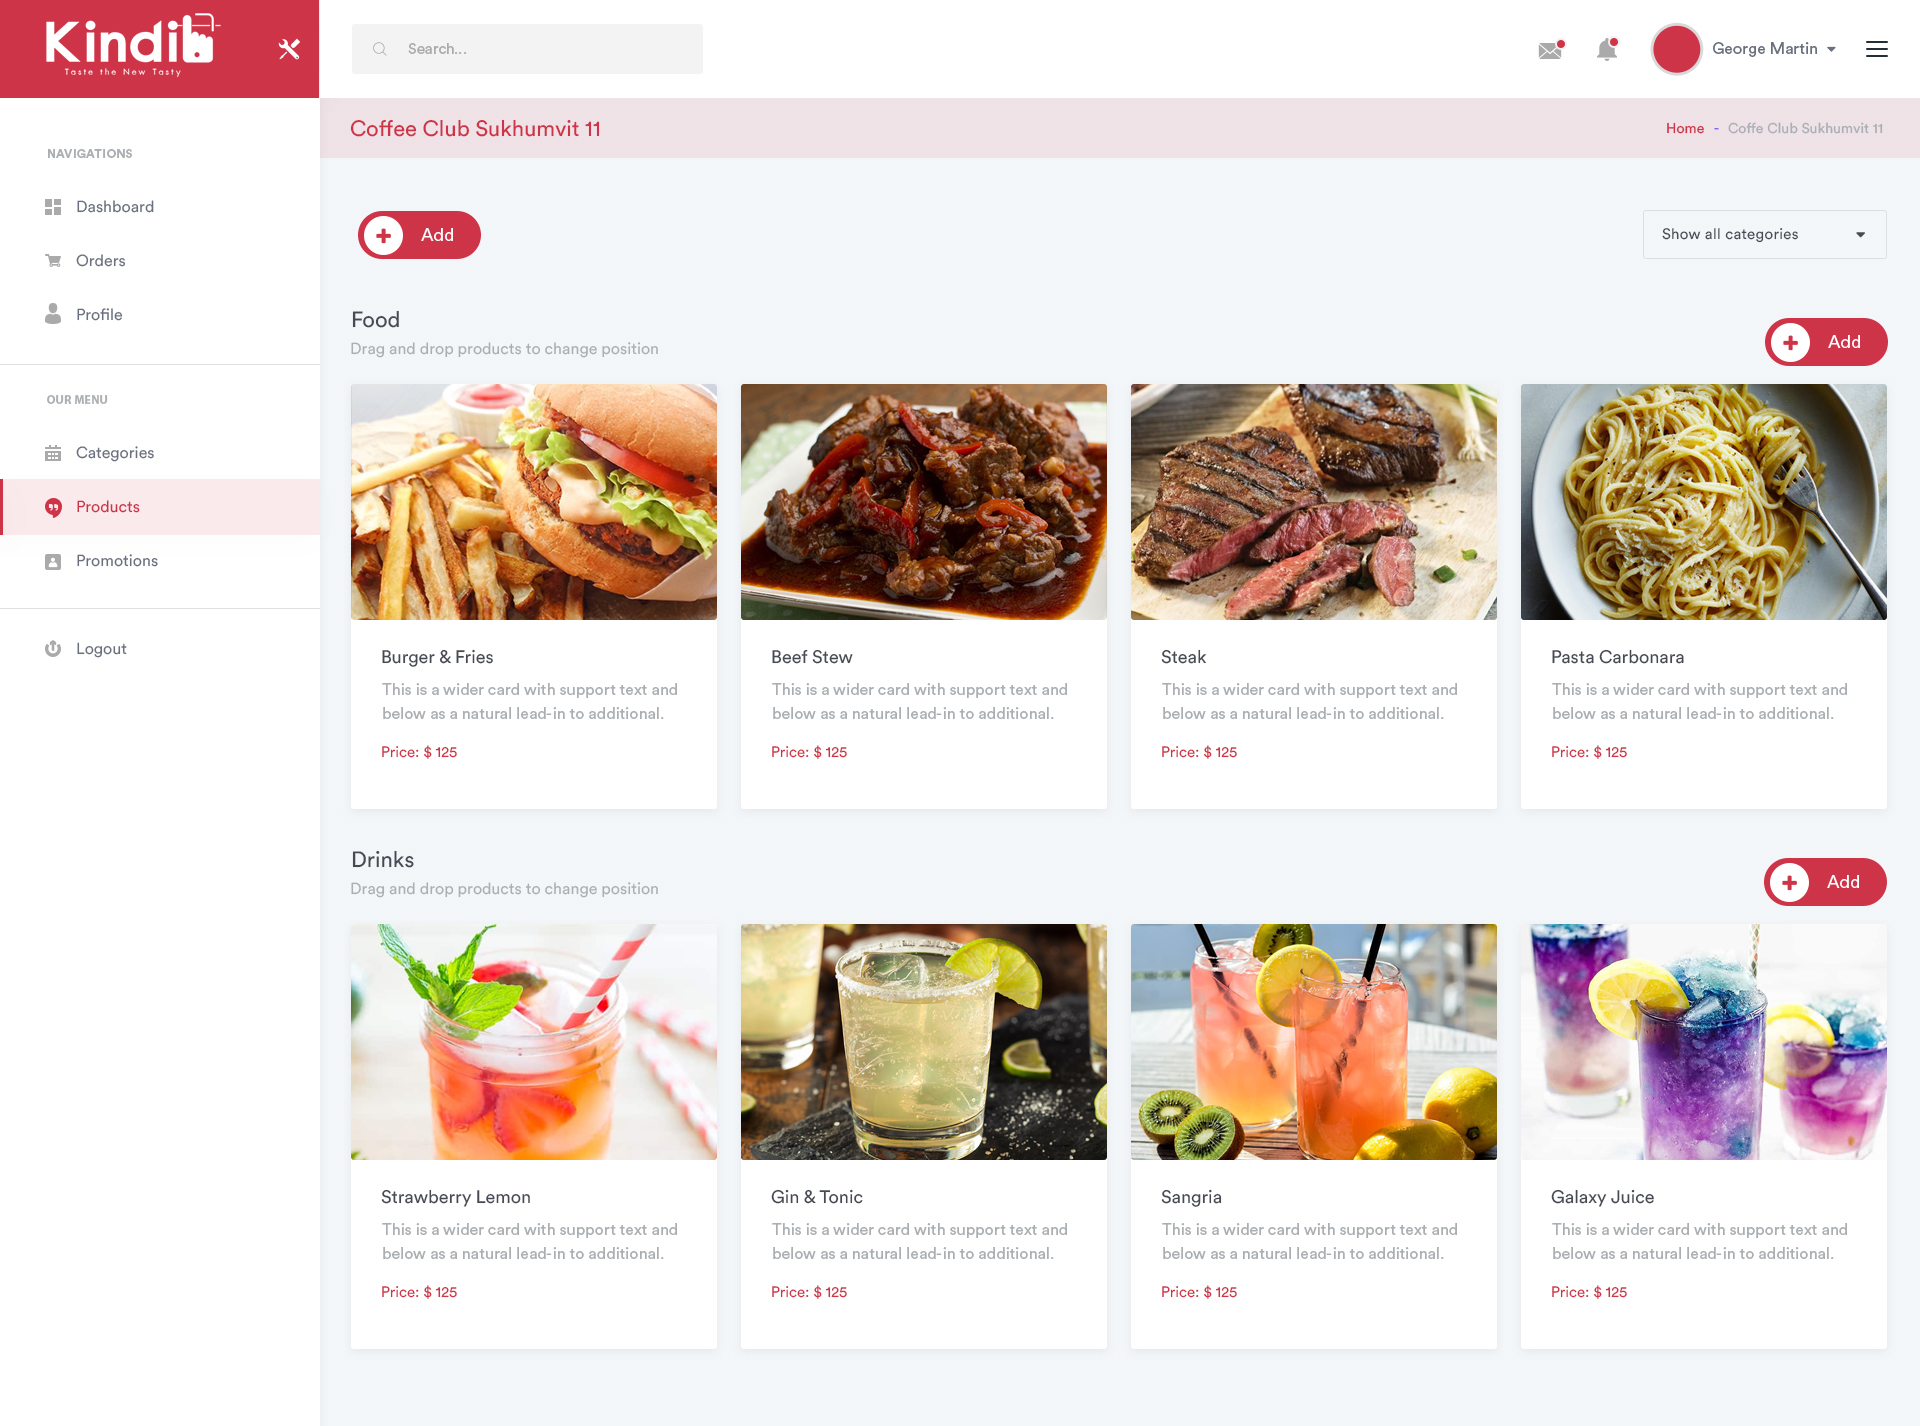 Kindib
Taste the New Tasty
Search...
George Martin
Coffee Club Sukhumvit 11
Home - Coffe Club Sukhumvit 11
NAVIGATIONS
Dashboard
Orders
Profile
OUR MENU
Categories
Products
Promotions
Logout
Add
Show all categories
Food
Drag and drop products to change position
Add
Burger & Fries
This is a wider card with support text and
below as a natural lead-in to additional.
Price: $ 125
Beef Stew
This is a wider card with support text and
below as a natural lead-in to additional.
Price: $ 125
Steak
This is a wider card with support text and
below as a natural lead-in to additional.
Price: $ 125
Pasta Carbonara
This is a wider card with support text and
below as a natural lead-in to additional.
Price: $ 125
Drinks
Drag and drop products to change position
Add
Strawberry Lemon
This is a wider card with support text and
below as a natural lead-in to additional.
Price: $ 125
Gin & Tonic
This is a wider card with support text and
below as a natural lead-in to additional.
Price: $ 125
Sangria
This is a wider card with support text and
below as a natural lead-in to additional.
Price: $ 125
Galaxy Juice
This is a wider card with support text and
below as a natural lead-in to additional.
Price: $ 125